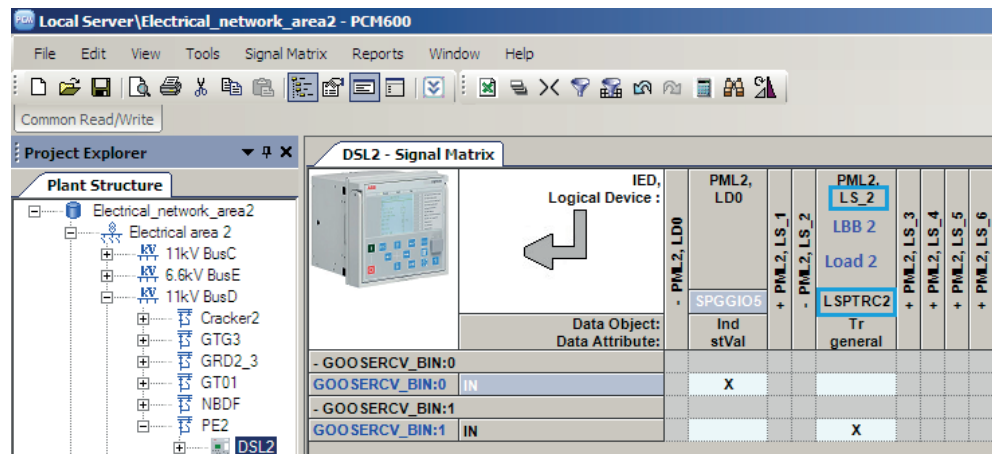 Local Server\Electrical_network_area2 - PCM600
File Edit View Tools Signal Matrix Reports Window Help
Common Read/Write
Project Explorer
Plant Structure
Electrical_network_area2
Electrical area 2
11kV BusC
6.6kV BusE
11kV BusD
Cracker2
GTG3
GRD2_3
GT01
NBDF
PE2
DSL2
DSL2 - Signal Matrix
IED,
Logical Device :
- PML2, LD0
PML2,
LD0
SPGGIO5
+ PML2, LS_1
- PML2, LS_2
PML2,
LS_2
LBB 2
Load 2
LSPTRC2
+ PML2, LS_3
+ PML2, LS_4
+ PML2, LS_5
+ PML2, LS_6
Data Object: Ind Tr
Data Attribute: stVal general
- GOOSERCV_BIN:0
GOOSERCV_BIN:0 IN X
- GOOSERCV_BIN:1
GOOSERCV_BIN:1 IN X